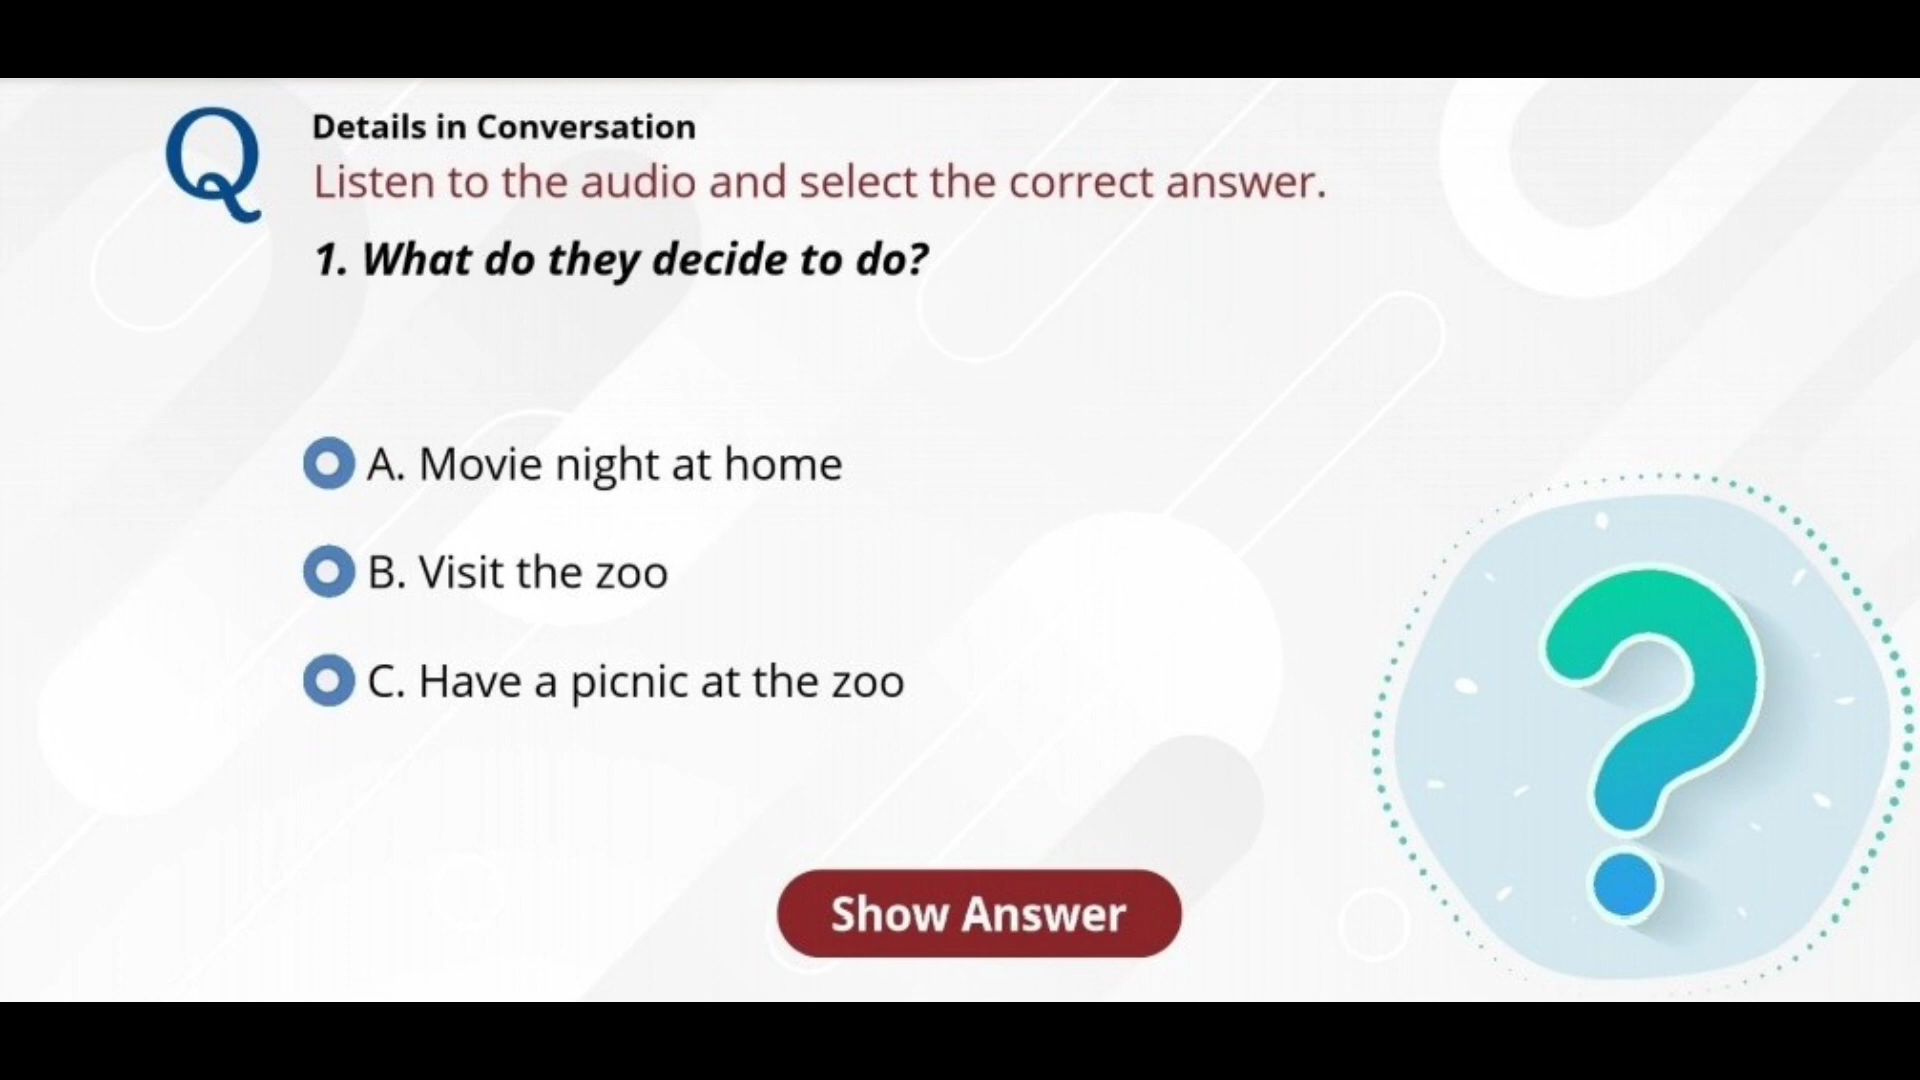 Q
Details in Conversation
Listen to the audio and select the correct answer.
1. What do they decide to do?
A. Movie night at home
B. Visit the zoo
C. Have a picnic at the zoo
Show Answer
?